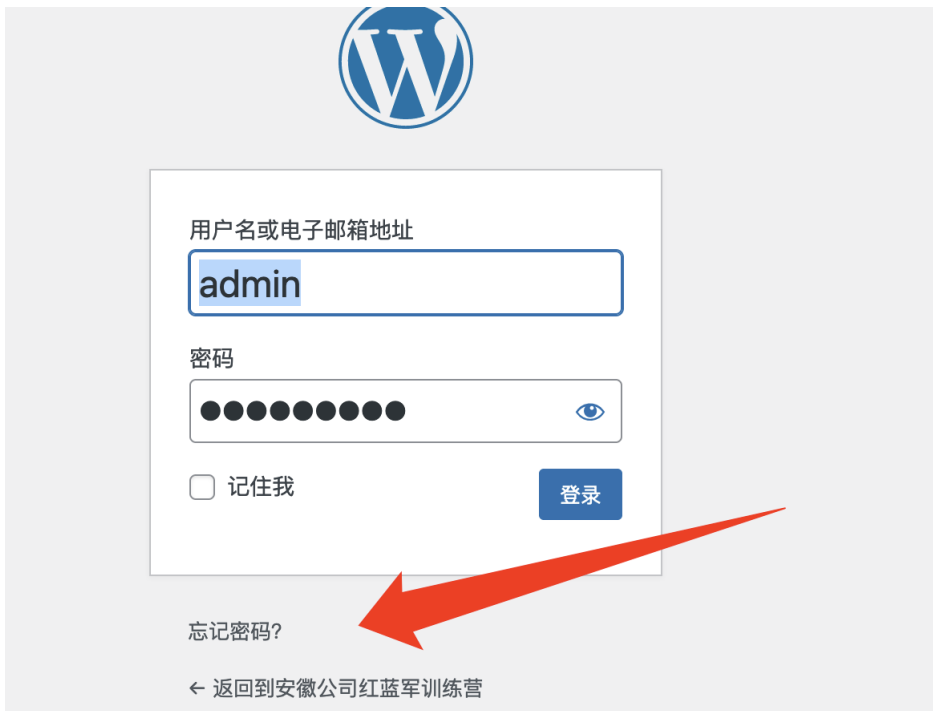 用户名或电子邮箱地址
admin
密码
记住我
登录
忘记密码?
← 返回到安徽公司红蓝军训练营